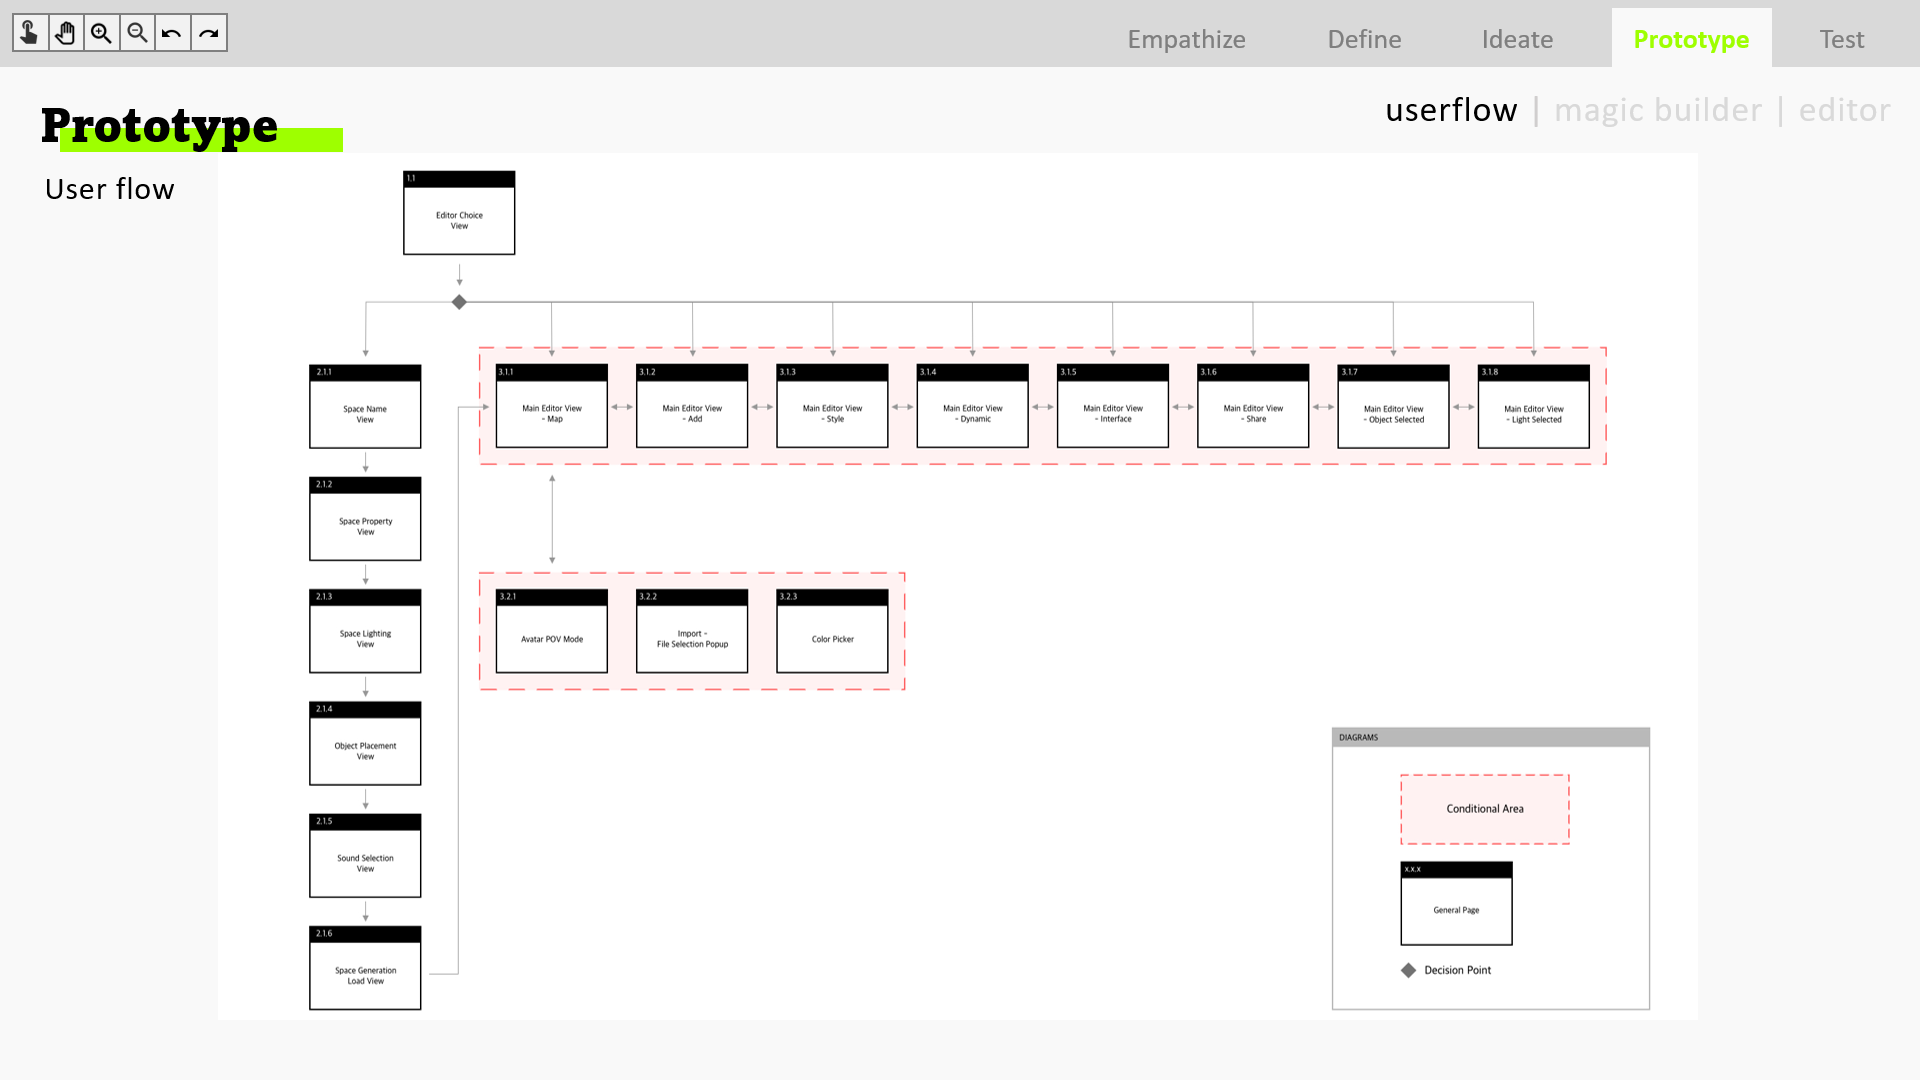 Empathize
Define
Ideate
Prototype
Test
Prototype
userflow | magic builder | editor
User flow
1.1
Editor Choice
View
2.1.1
Space Name
View
2.1.2
Space Property
View
2.1.3
Space Lighting
View
2.1.4
Object Placement
View
2.1.5
Sound Selection
View
2.1.6
Space Generation
Load View
3.1.1
Main Editor View
- Map
3.1.2
Main Editor View
- Add
3.1.3
Main Editor View
- Style
3.1.4
Main Editor View
- Dynamic
3.1.5
Main Editor View
- Interface
3.1.6
Main Editor View
- Share
3.1.7
Main Editor View
- Object Selected
3.1.8
Main Editor View
- Light Selected
3.2.1
Avatar POV Mode
3.2.2
Import -
File Selection Popup
3.2.3
Color Picker
DIAGRAMS
Conditional Area
x.x.x
General Page
Decision Point